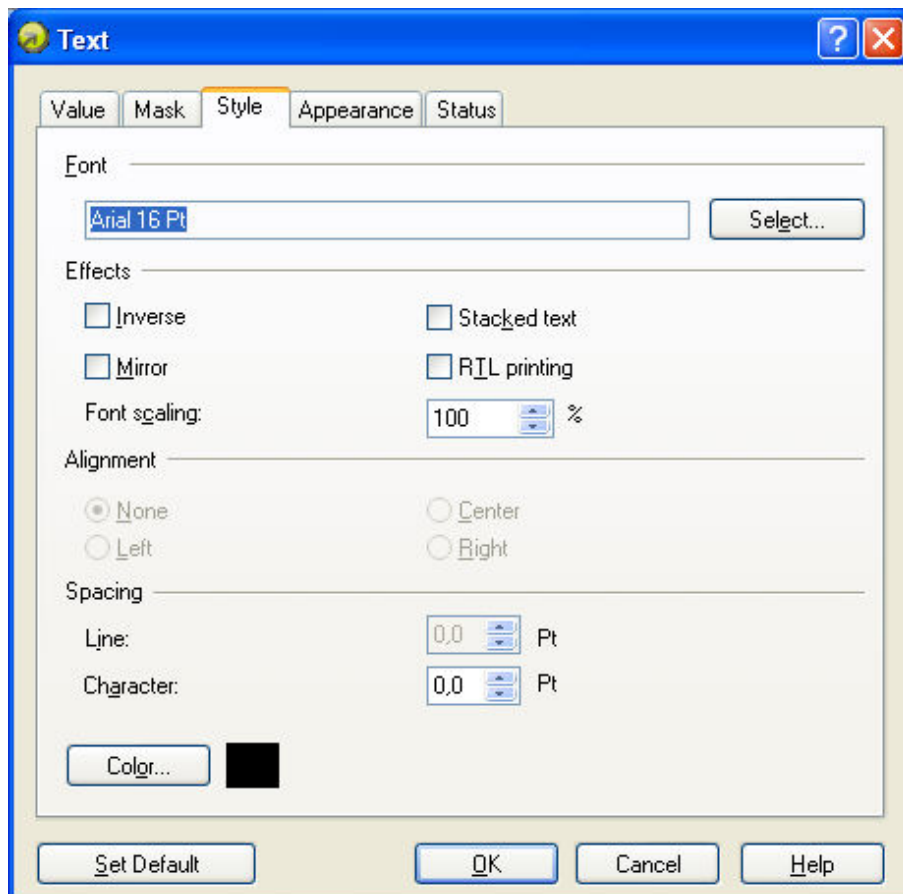 Text
?
Value Mask Style Appearance Status
Font
Arial 16 Pt Select...
Effects
Inverse Stacked text
Mirror RTL printing
Font scaling: 100 %
Alignment
None Center
Left Right
Spacing
Line: 0,0 Pt
Character: 0,0 Pt
Color...
Set Default OK Cancel Help